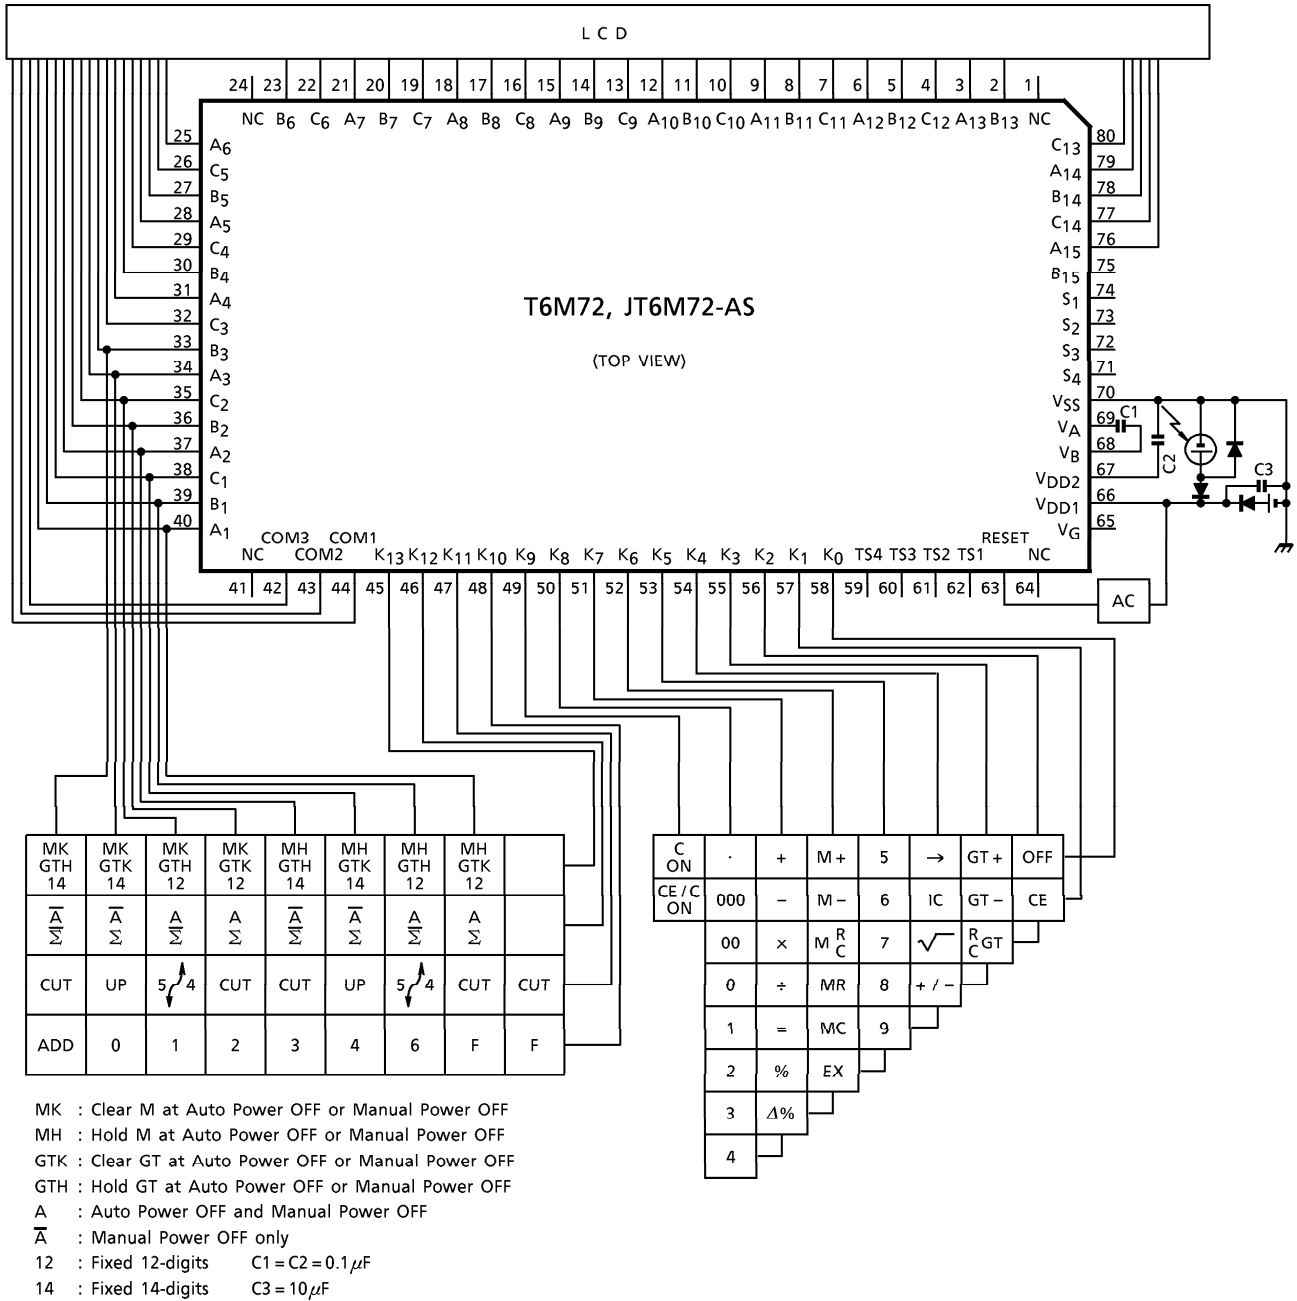 LCD
24 23 22 21 20 19 18 17 16 15 14 13 12 11 10 9 8 7 6 5 4 3 2 1
NC B6 C6 A7 B7 C7 A8 B8 C8 A9 B9 C9 A10 B10 C10 A11 B11 C11 A12 B12 C12 A13 B13 NC
25 A6 C13 80
26 C5 A14 79
27 B5 B14 78
28 A5 C14 77
29 C4 A15 76
30 B4 B15 75
31 A4 S1 74
32 C3 S2 73
33 B3 S3 72
34 A3 S4 71
35 C2 VSS 70
36 B2 VA 69 C1
37 A2 VB 68
38 C1 VDD2 67 C2 C3
39 B1 VDD1 66
40 A1 VG 65
T6M72, JT6M72-AS
(TOP VIEW)
NC COM3 COM2 COM1 K13 K12 K11 K10 K9 K8 K7 K6 K5 K4 K3 K2 K1 K0 TS4 TS3 TS2 TS1 RESET NC
41 42 43 44 45 46 47 48 49 50 51 52 53 54 55 56 57 58 59 60 61 62 63 64
AC
MK MK MK MK MH MH MH MH
GTH GTK GTH GTK GTH GTK GTH GTK
14 14 12 12 14 14 12 12
A̅ A̅ A A A̅ A̅ A A
Σ̅ Σ Σ̅ Σ Σ̅ Σ Σ̅ Σ
CUT UP 5 4 CUT CUT UP 5 4 CUT CUT
ADD 0 1 2 3 4 6 F F
C ON · + M+ 5 → GT+ OFF
CE/C ON 000 − M− 6 IC GT− CE
00 × M R C 7 √ R C GT
0 ÷ MR 8 +/−
1 = MC 9
2 % EX
3 Δ%
4
MK : Clear M at Auto Power OFF or Manual Power OFF
MH : Hold M at Auto Power OFF or Manual Power OFF
GTK : Clear GT at Auto Power OFF or Manual Power OFF
GTH : Hold GT at Auto Power OFF or Manual Power OFF
A : Auto Power OFF and Manual Power OFF
A̅ : Manual Power OFF only
12 : Fixed 12-digits C1=C2=0.1μF
14 : Fixed 14-digits C3=10μF